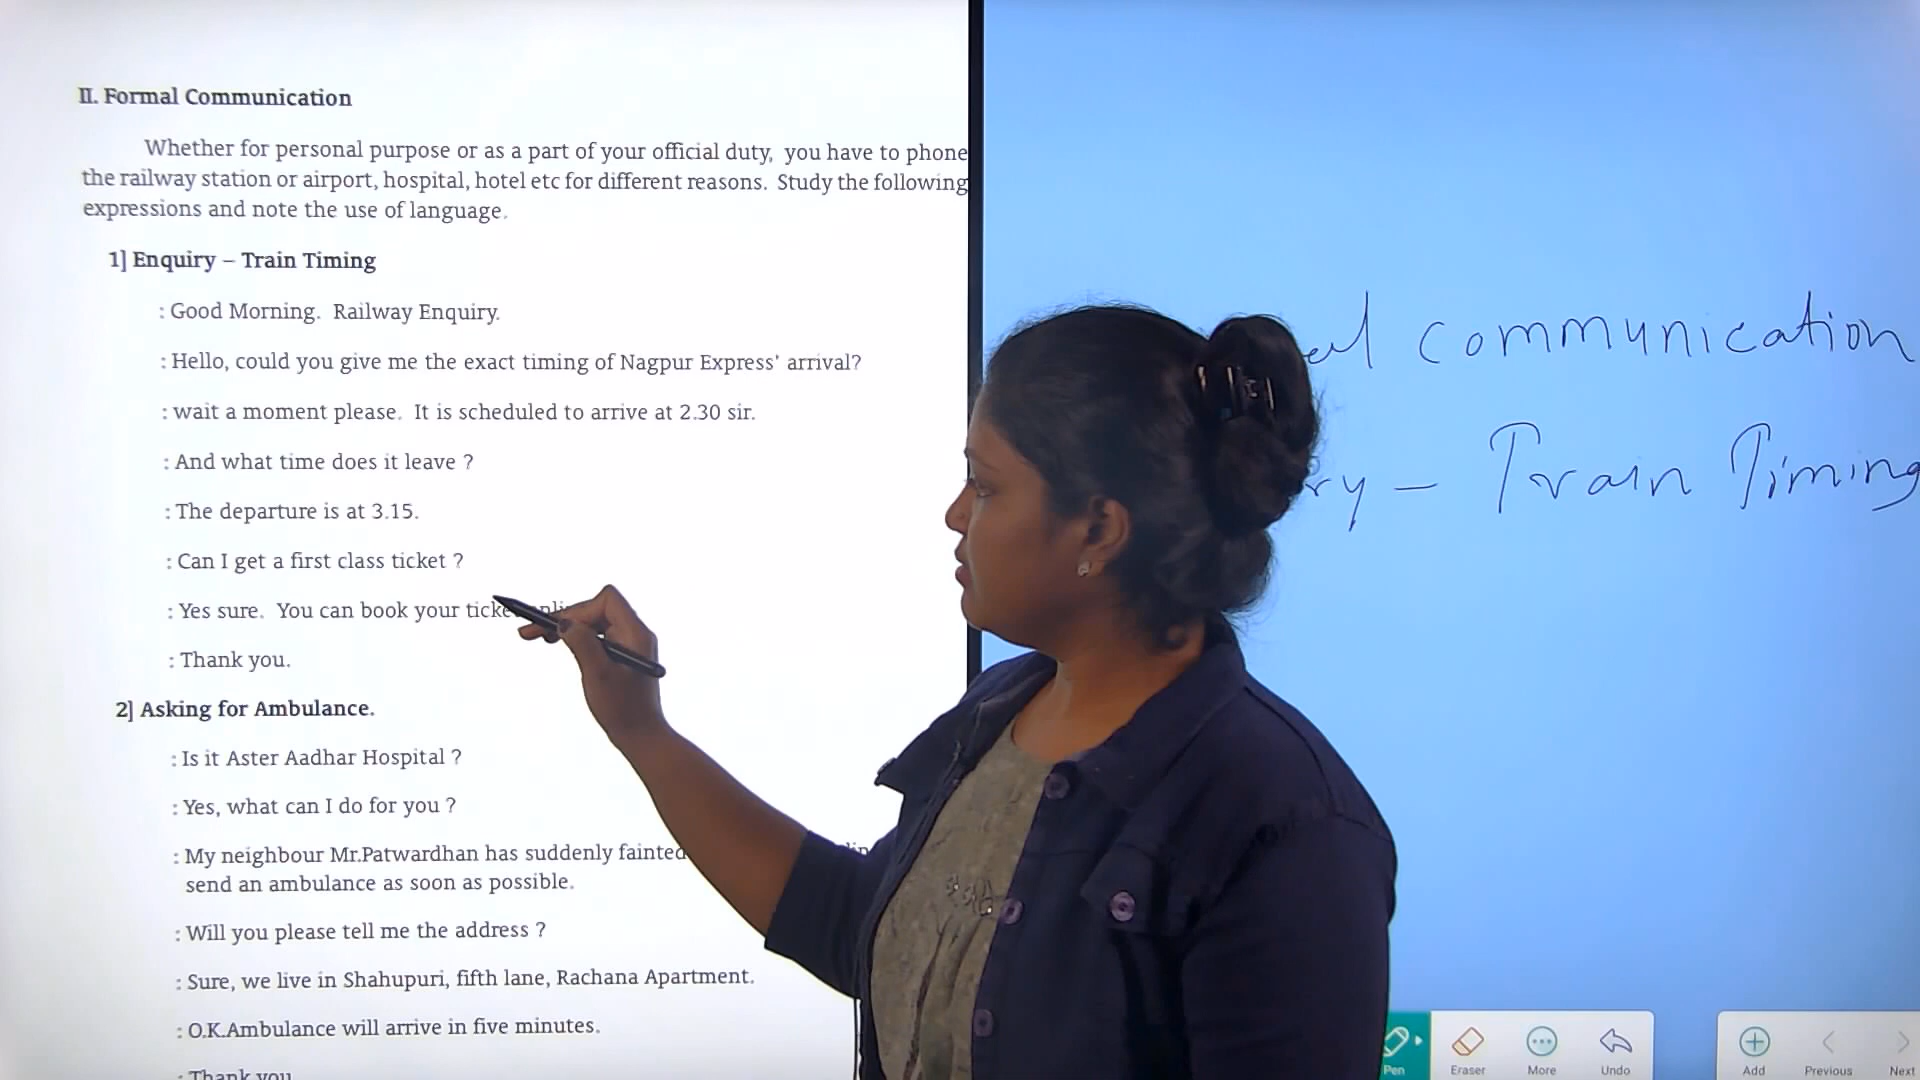 II. Formal Communication
Whether for personal purpose or as a part of your official duty, you have to phone
the railway station or airport, hospital, hotel etc for different reasons. Study the following
expressions and note the use of language.
1] Enquiry – Train Timing
: Good Morning. Railway Enquiry.
: Hello, could you give me the exact timing of Nagpur Express' arrival?
: wait a moment please. It is scheduled to arrive at 2.30 sir.
: And what time does it leave ?
: The departure is at 3.15.
: Can I get a first class ticket ?
: Yes sure. You can book your
: Thank you.
2] Asking for Ambulance.
: Is it Aster Aadhar Hospital ?
: Yes, what can I do for you ?
: My neighbour Mr.Patwardhan has suddenly fainted
send an ambulance as soon as possible.
: Will you please tell me the address ?
: Sure, we live in Shahupuri, fifth lane, Rachana Apartment.
: O.K.Ambulance will arrive in five minutes.
: Thank you
communication
– Train Timing
Pen
Eraser
More
Undo
Add
Previous
Next